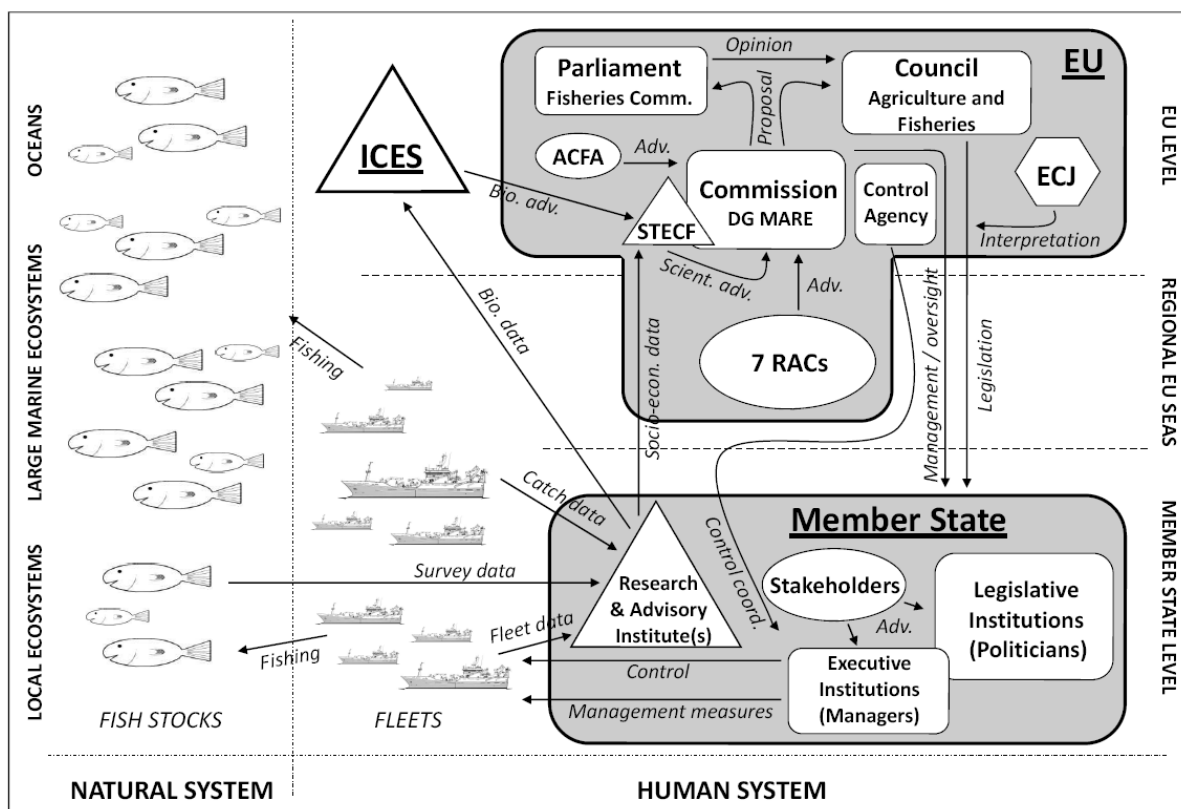 OCEANS
LARGE MARINE ECOSYSTEMS
LOCAL ECOSYSTEMS
EU
Parliament
Fisheries Comm.
Opinion
Council
Agriculture and
Fisheries
Proposal
ICES
ACFA
Adv.
Commission
DG MARE
Control
Agency
ECJ
Bio. adv.
STECF
Interpretation
Scient. adv.
Adv.
7 RACs
Bio. data
Socio-econ. data
Management / oversight
Legislation
Fishing
Catch data
Survey data
Fleet data
Fishing
Research
& Advisory
Institute(s)
Member State
Control coord.
Stakeholders
Adv.
Legislative
Institutions
(Politicians)
Executive
Institutions
(Managers)
Control
Management measures
FISH STOCKS
FLEETS
EU LEVEL
REGIONAL EU SEAS
MEMBER STATE LEVEL
NATURAL SYSTEM
HUMAN SYSTEM